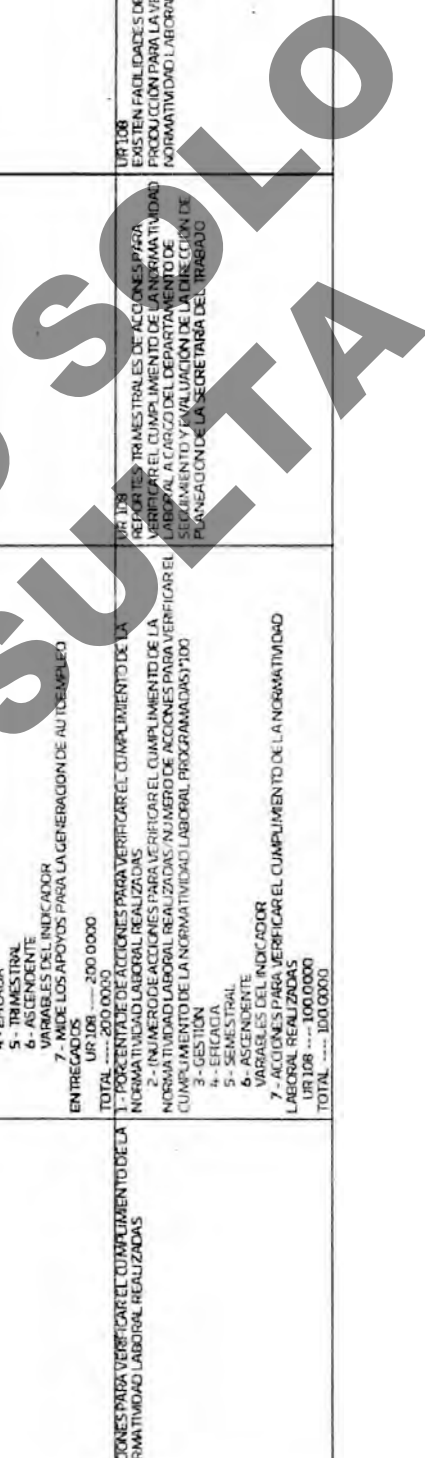 4 - EFICACIA
5 - TRIMESTRAL
6 - ASCENDENTE
VARIABLES DEL INDICADOR
7 - MIDE LOS APOYOS PARA LA GENERACION DE AUTOEMPLEO
ENTREGADOS
UR 108 ---- 200 0000
TOTAL ---- 200 0000
PARA VERIFICAR EL CUMPLIMIENTO DE LA
LABORAL REALIZADAS
1 - PORCENTAJE DE ACCIONES PARA VERIFICAR EL CUMPLIMIENTO DE LA
NORMATIVIDAD LABORAL REALIZADAS
2 - (NUMERO DE ACCIONES PARA VERIFICAR EL CUMPLIMIENTO DE LA
NORMATIVIDAD LABORAL REALIZADAS/NUMERO DE ACCIONES PARA VERIFICAR EL
CUMPLIMIENTO DE LA NORMATIVIDAD LABORAL PROGRAMADAS)*100
3 - GESTION
4 - EFICACIA
5 - SEMESTRAL
6 - ASCENDENTE
VARIABLES DEL INDICADOR
7 - ACCIONES PARA VERIFICAR EL CUMPLIMIENTO DE LA NORMATIVIDAD
LABORAL REALIZADAS
UR 108 ---- 100.0000
TOTAL ---- 100.0000
UR 108
REPORTES TRIMESTRALES DE ACCIONES PARA
VERIFICAR EL CUMPLIMIENTO DE LA NORMATIVIDAD
LABORAL A CARGO DEL DEPARTAMENTO DE
SEGUIMIENTO Y EVALUACIÓN DE LA DIRECCIÓN DE
PLANEACION DE LA SECRETARÍA DEL TRABAJO
UR 108
EXISTEN FACILIDADES DE
PRODUCCIÓN PARA LA
NORMATIVIDAD
SOLO